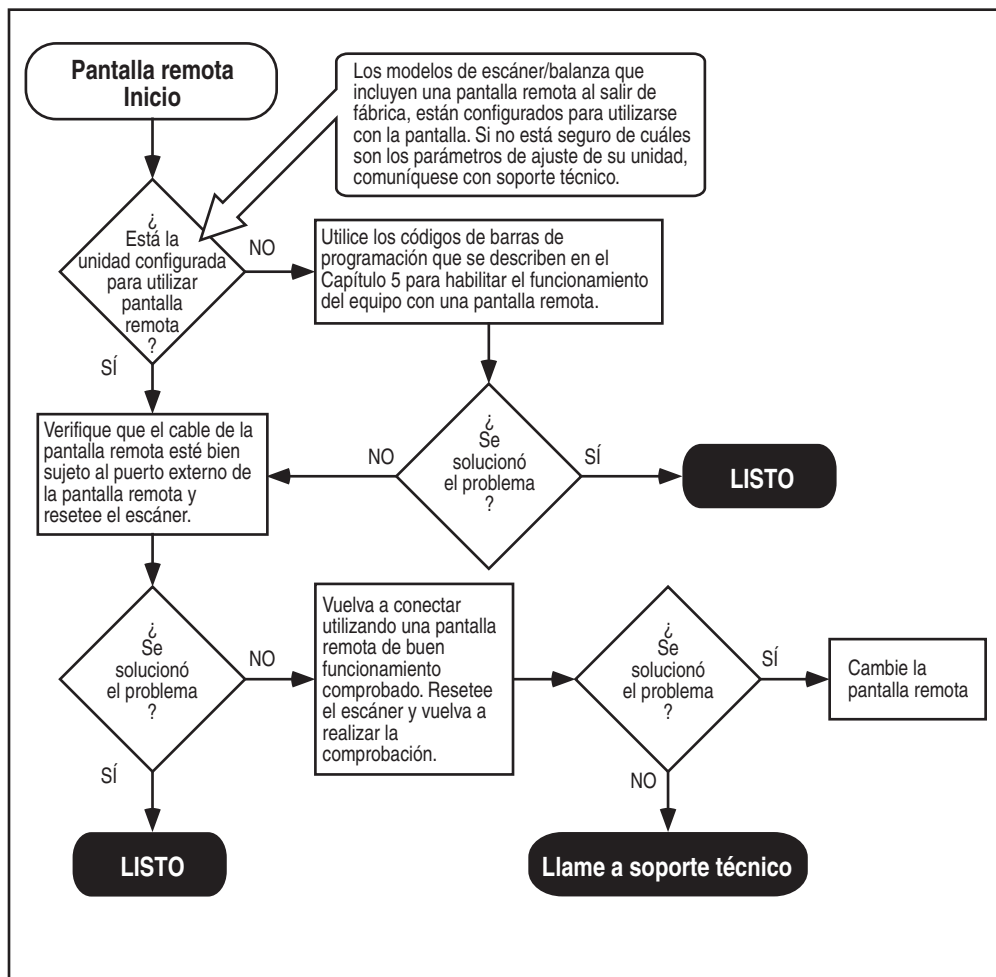 Pantalla remota
Inicio
Los modelos de escáner/balanza que
incluyen una pantalla remota al salir de
fábrica, están configurados para utilizarse
con la pantalla. Si no está seguro de cuáles
son los parámetros de ajuste de su unidad,
comuníquese con soporte técnico.
¿
Está la
unidad configurada
para utilizar
pantalla
remota
?
NO
Utilice los códigos de barras de
programación que se describen en el
Capítulo 5 para habilitar el funcionamiento
del equipo con una pantalla remota.
SÍ
Verifique que el cable de la
pantalla remota esté bien
sujeto al puerto externo de
la pantalla remota y
resetee el escáner.
NO
¿
Se
solucionó
el problema
?
SÍ
LISTO
¿
Se
solucionó
el problema
?
NO
Vuelva a conectar
utilizando una pantalla
remota de buen
funcionamiento
comprobado. Resetee
el escáner y vuelva a
realizar la
comprobación.
¿
Se
solucionó
el problema
?
SÍ
Cambie la
pantalla remota
SÍ
NO
LISTO
Llame a soporte técnico